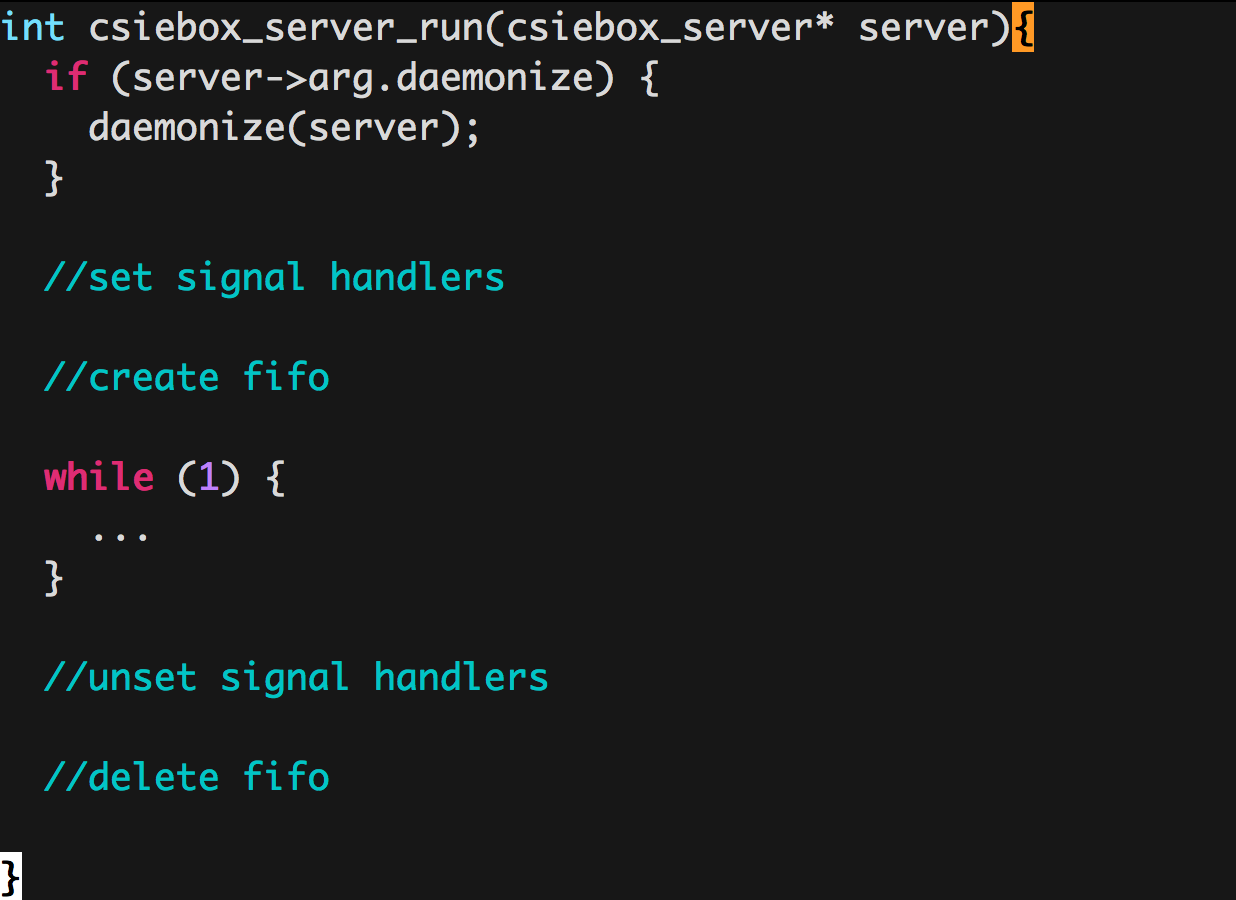 int csiebox_server_run(csiebox_server* server){
  if (server->arg.daemonize) {
    daemonize(server);
  }
  //set signal handlers
  //create fifo
  while (1) {
    ...
  }
  //unset signal handlers
  //delete fifo
}